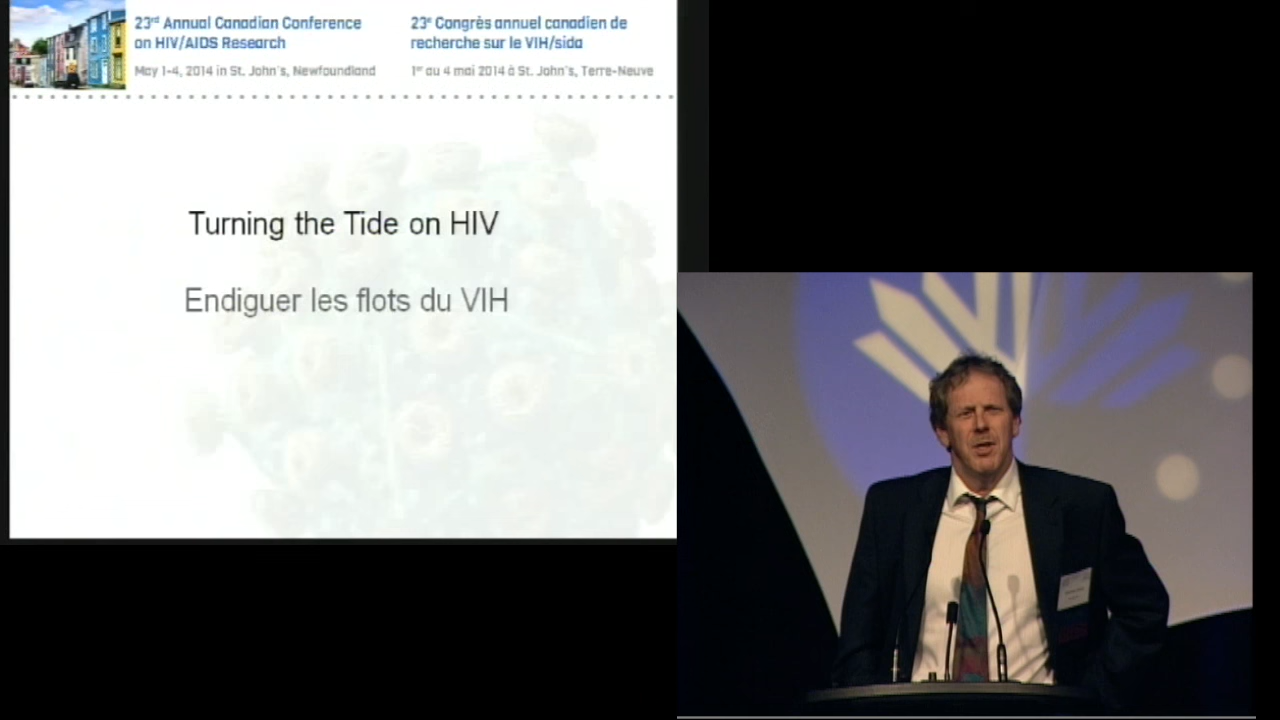 23rd Annual Canadian Conference
on HIV/AIDS Research
May 1-4, 2014 in St. John's, Newfoundland
23e Congrès annuel canadien de
recherche sur le VIH/sida
1er au 4 mai 2014 à St. John's, Terre-Neuve
Turning the Tide on HIV
Endiguer les flots du VIH